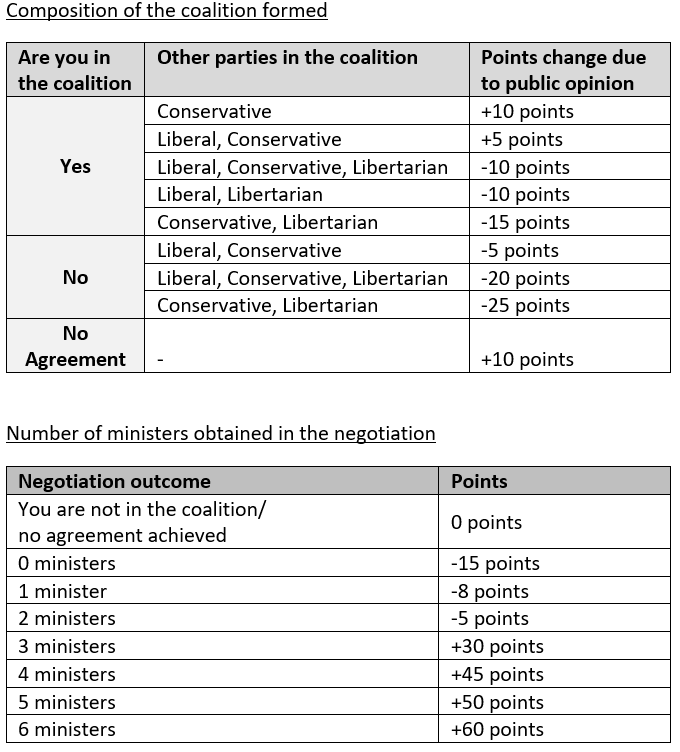 Composition of the coalition formed
Are you in the coalition Other parties in the coalition Points change due to public opinion
Yes
Conservative +10 points
Liberal, Conservative +5 points
Liberal, Conservative, Libertarian -10 points
Liberal, Libertarian -10 points
Conservative, Libertarian -15 points
No
Liberal, Conservative -5 points
Liberal, Conservative, Libertarian -20 points
Conservative, Libertarian -25 points
No
Agreement - +10 points
Number of ministers obtained in the negotiation
Negotiation outcome Points
You are not in the coalition/
no agreement achieved 0 points
0 ministers -15 points
1 minister -8 points
2 ministers -5 points
3 ministers +30 points
4 ministers +45 points
5 ministers +50 points
6 ministers +60 points